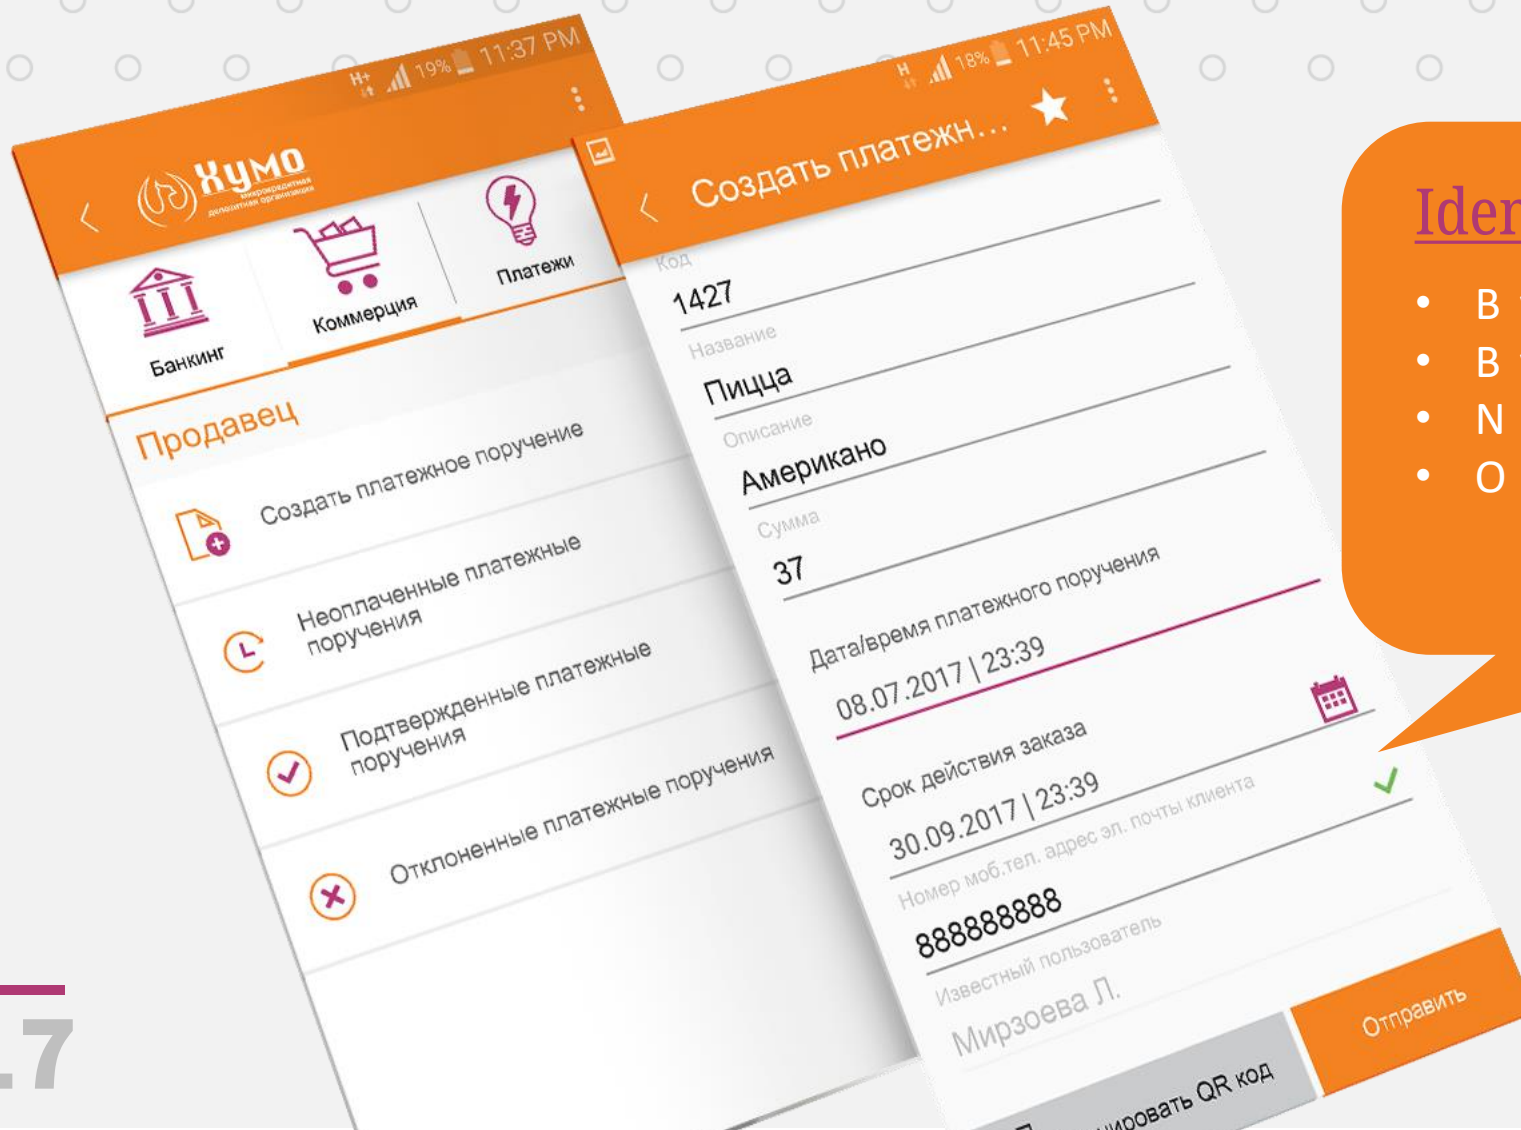 H+ 19% 11:37 PM
Хумо
микрокредитная
депозитная организация
Банкинг
Коммерция
Платежи
Продавец
Создать платежное поручение
Неоплаченные платежные
поручения
Подтвержденные платежные
поручения
Отклоненные платежные поручения
H 18% 11:45 PM
Создать платежн...
Код
1427
Название
Пицца
Описание
Американо
Сумма
37
Дата/время платежного поручения
08.07.2017 | 23:39
Срок действия заказа
30.09.2017 | 23:39
Номер моб.тел. адрес эл. почты клиента
888888888
Известный пользователь
Мирзоева Л.
QR код
Отправить
• B
• B
• N
• O
.7